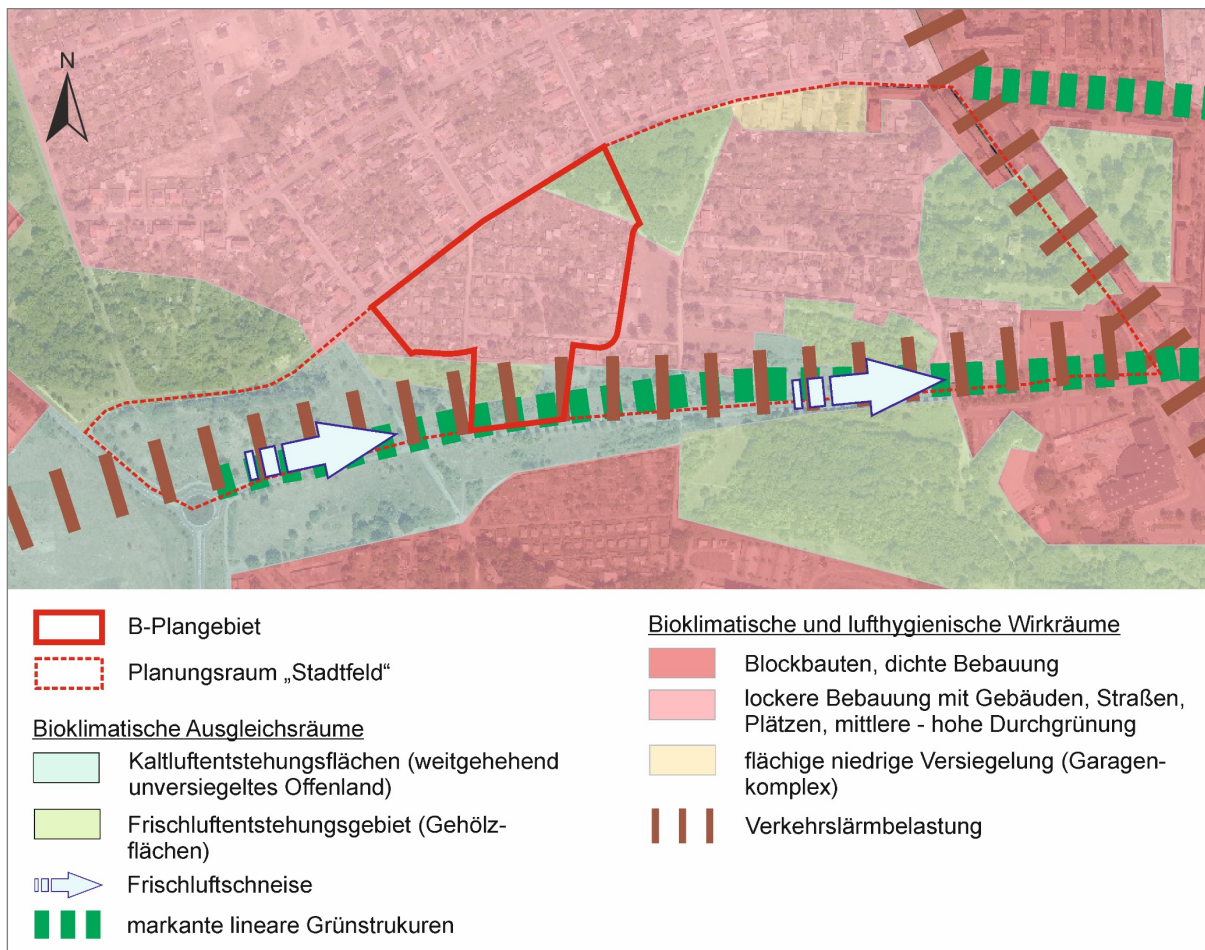 N
B-Plangebiet
Planungsraum „Stadtfeld“
Bioklimatische Ausgleichsräume
Kaltluftentstehungsflächen (weitgehehend
unversiegeltes Offenland)
Frischluftentstehungsgebiet (Gehölz-
flächen)
Frischluftschneise
markante lineare Grünstrukuren
Bioklimatische und lufthygienische Wirkräume
Blockbauten, dichte Bebauung
lockere Bebauung mit Gebäuden, Straßen,
Plätzen, mittlere - hohe Durchgrünung
flächige niedrige Versiegelung (Garagen-
komplex)
Verkehrslärmbelastung